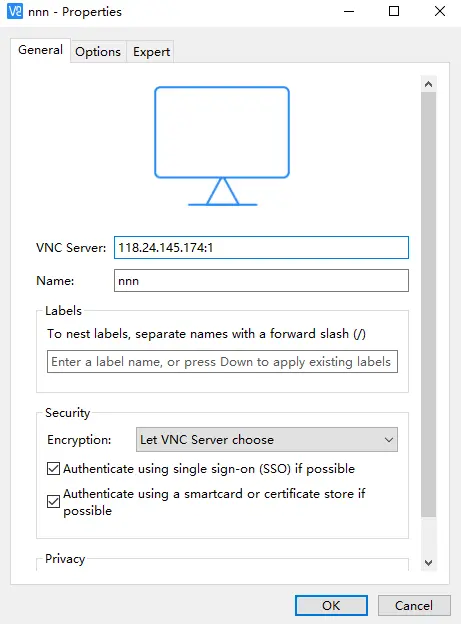 nnn - Properties
General Options Expert
VNC Server: 118.24.145.174:1
Name: nnn
Labels
To nest labels, separate names with a forward slash (/)
Enter a label name, or press Down to apply existing labels
Security
Encryption: Let VNC Server choose
Authenticate using single sign-on (SSO) if possible
Authenticate using a smartcard or certificate store if
possible
Privacy
OK Cancel